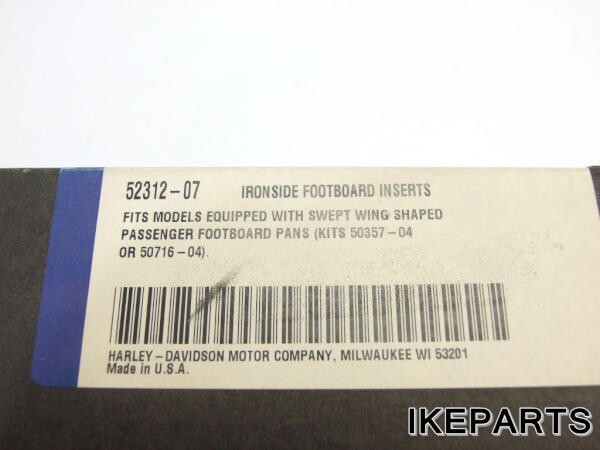 52312-07 IRONSIDE FOOTBOARD INSERTS
FITS MODELS EQUIPPED WITH SWEPT WING SHAPED
PASSENGER FOOTBOARD PANS (KITS 50357-04
OR 50716-04).
HARLEY-DAVIDSON MOTOR COMPANY, MILWAUKEE WI 53201
Made in U.S.A.
IKEPARTS